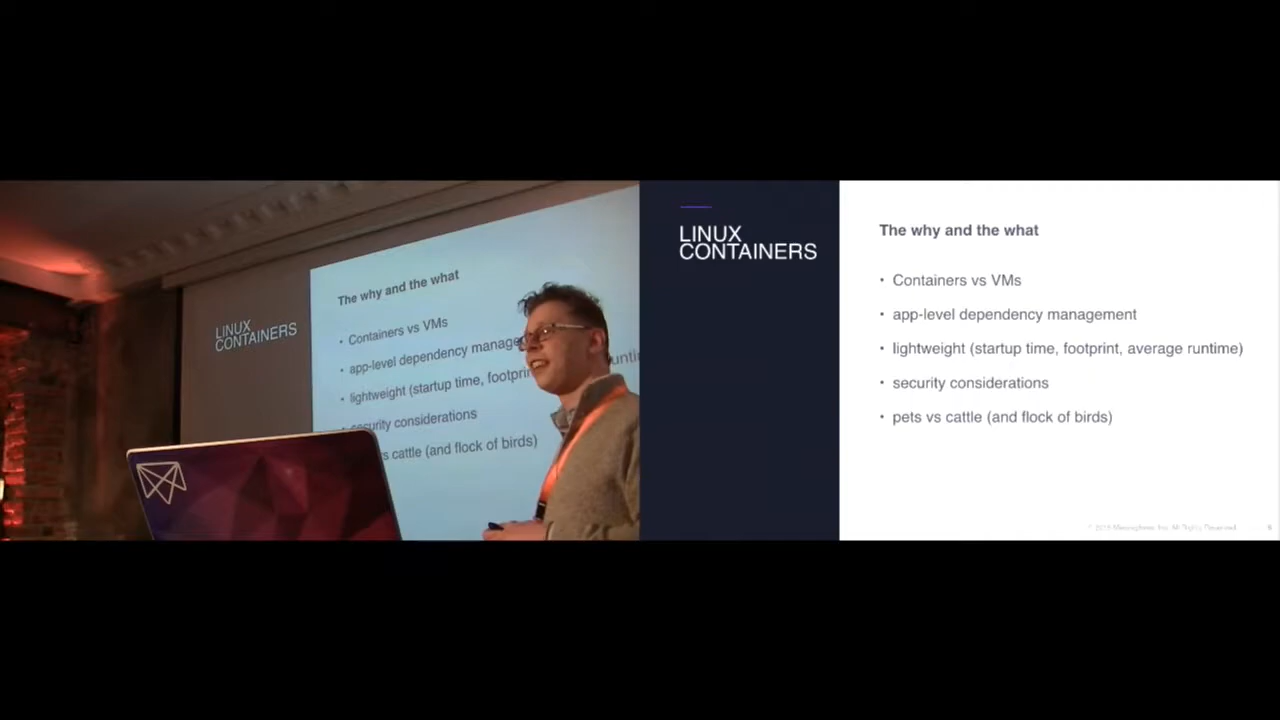 LINUX
CONTAINERS
The why and the what
• Containers vs VMs
• app-level dependency manage
• lightweight (startup time, footprin
security considerations
vs cattle (and flock of birds)
LINUX
CONTAINERS
The why and the what
• Containers vs VMs
• app-level dependency management
• lightweight (startup time, footprint, average runtime)
• security considerations
• pets vs cattle (and flock of birds)